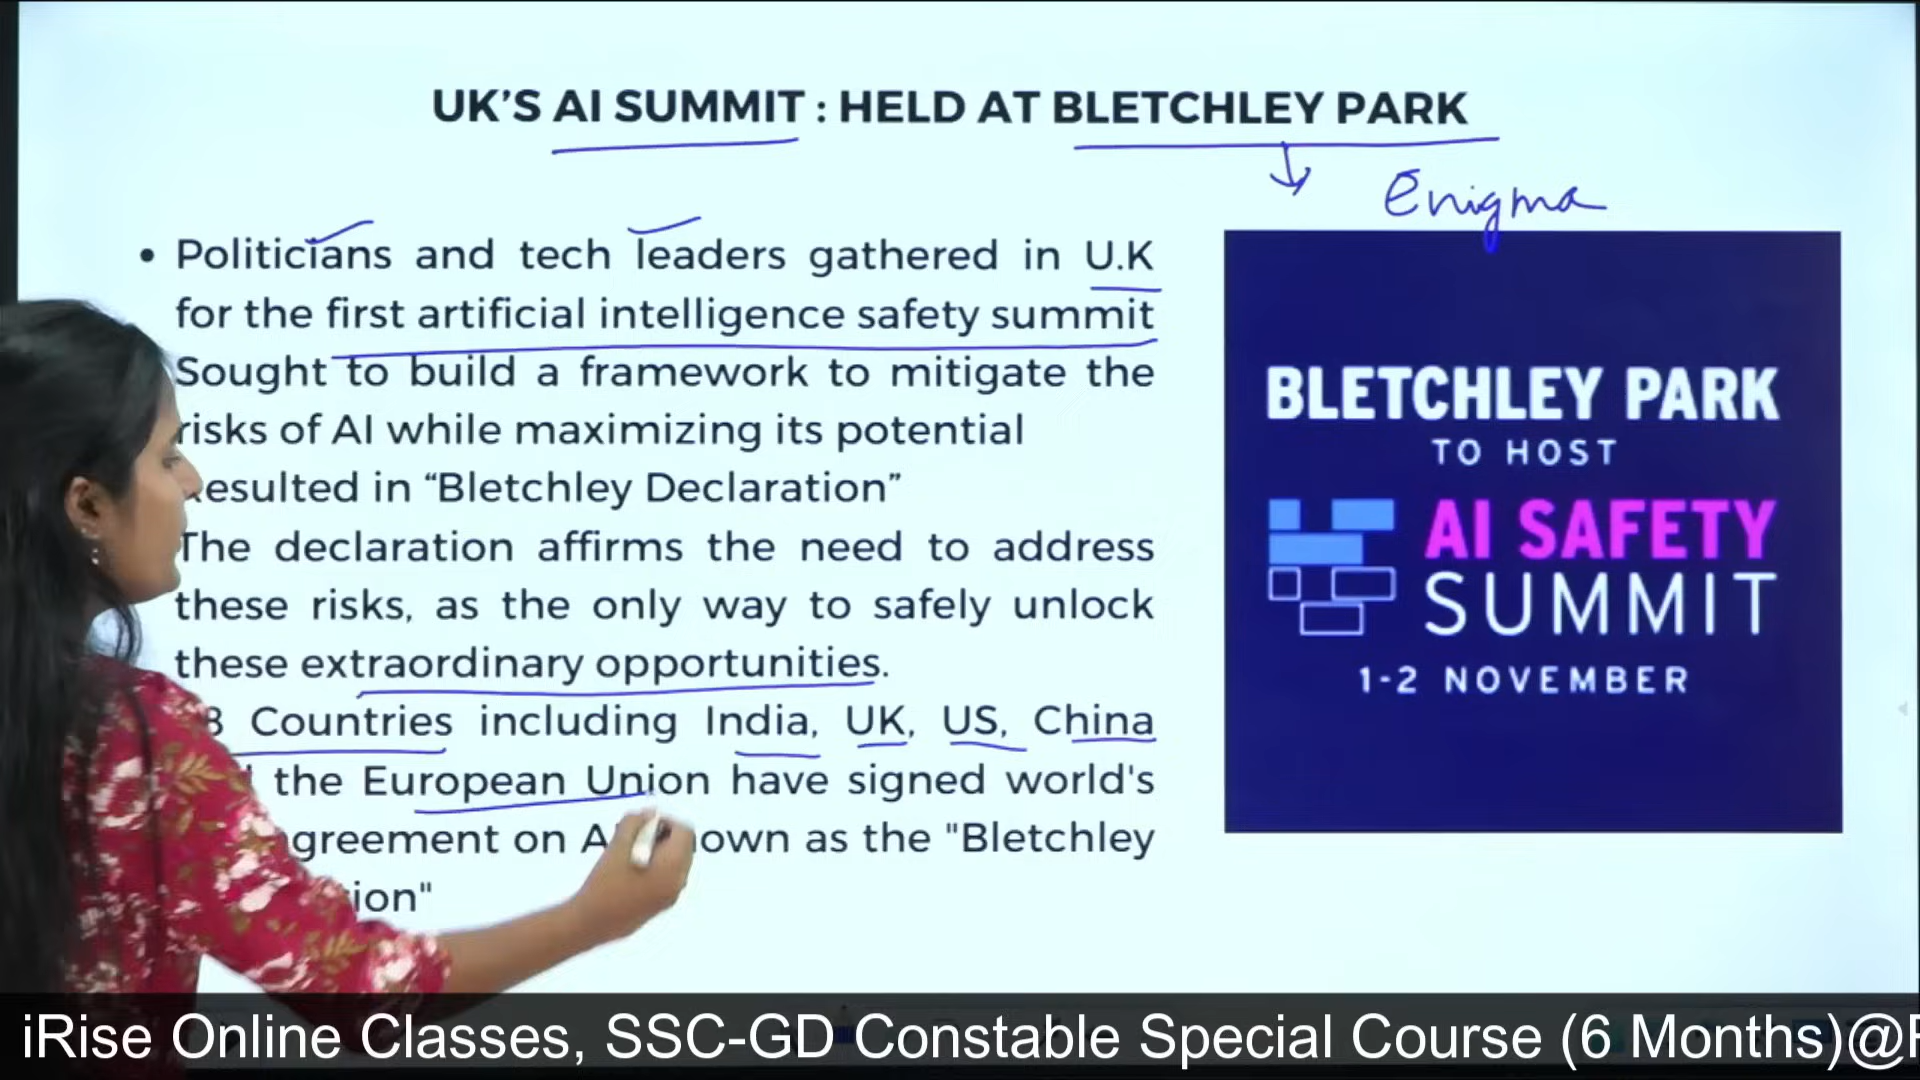 UK'S AI SUMMIT : HELD AT BLETCHLEY PARK
Enigma
• Politicians and tech leaders gathered in U.K
for the first artificial intelligence safety summit
Sought to build a framework to mitigate the
risks of AI while maximizing its potential
esulted in “Bletchley Declaration”
The declaration affirms the need to address
these risks, as the only way to safely unlock
these extraordinary opportunities.
8 Countries including India, UK, US, China
the European Union have signed world's
greement on A own as the "Bletchley
ion"
BLETCHLEY PARK
TO HOST
AI SAFETY
SUMMIT
1-2 NOVEMBER
iRise Online Classes, SSC-GD Constable Special Course (6 Months)@